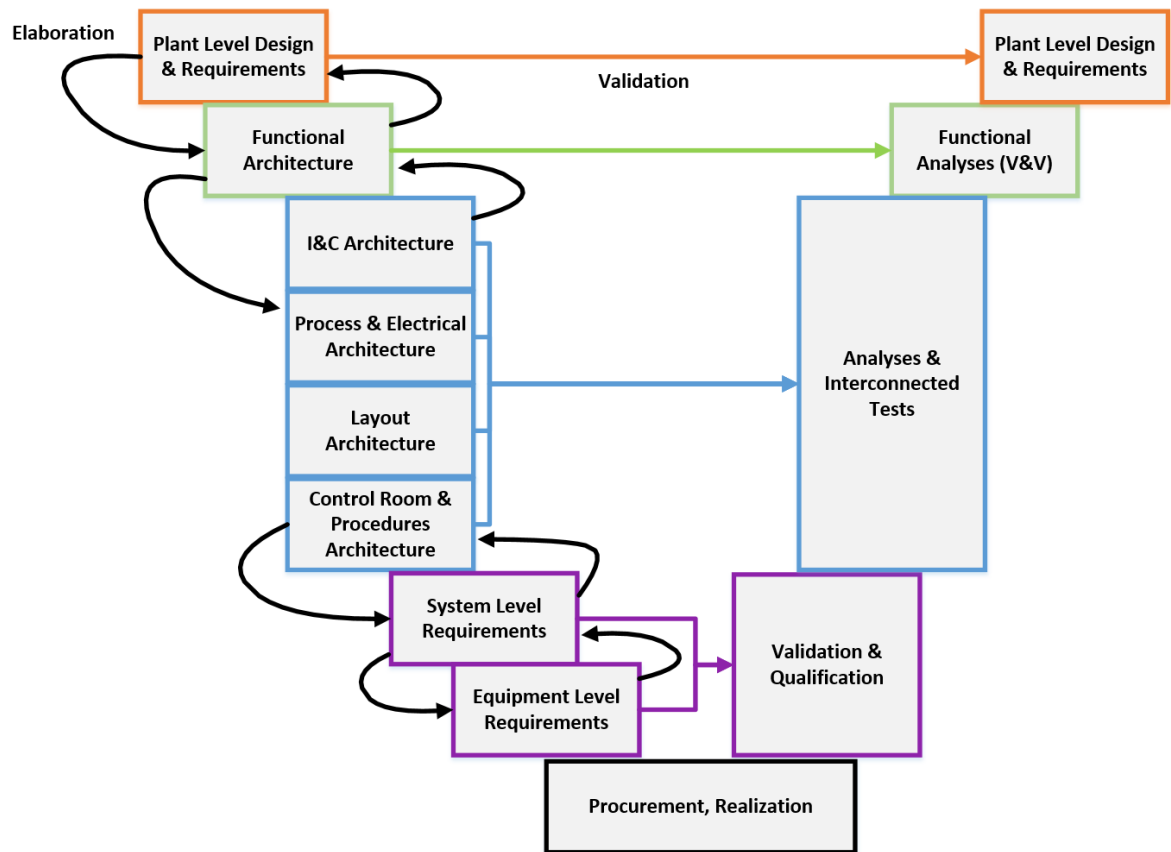 Elaboration
Plant Level Design
& Requirements
Validation
Plant Level Design
& Requirements
Functional
Architecture
Functional
Analyses (V&V)
I&C Architecture
Process & Electrical
Architecture
Layout
Architecture
Control Room &
Procedures
Architecture
Analyses &
Interconnected
Tests
System Level
Requirements
Equipment Level
Requirements
Validation &
Qualification
Procurement, Realization